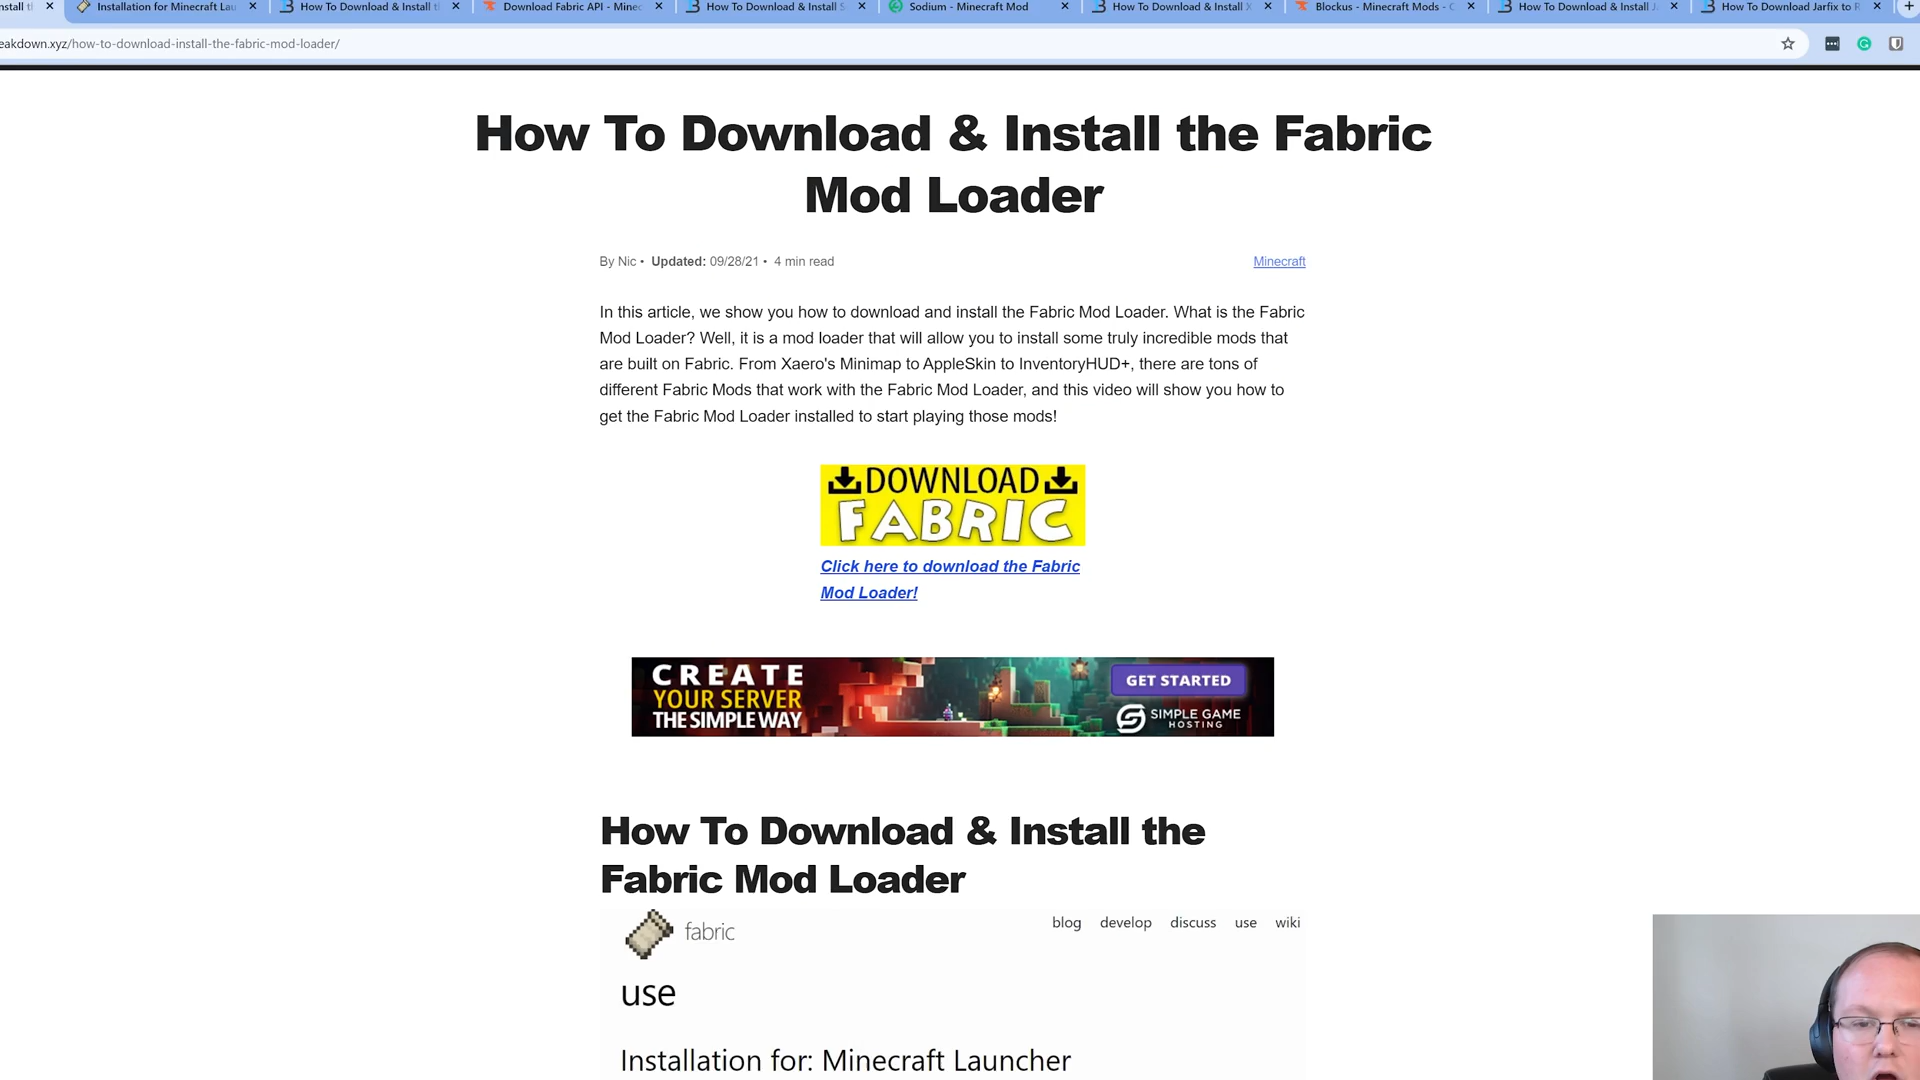 nstall tl
Installation for Minecraft Lau
How To Download & Install tl
Download Fabric API - Minec
How To Download & Install S
Sodium - Minecraft Mod
How To Download & Install X
Blockus - Minecraft Mods - C
How To Download & Install J
How To Download Jarfix to R
eakdown.xyz/how-to-download-install-the-fabric-mod-loader/
How To Download & Install the Fabric
Mod Loader
By Nic • Updated: 09/28/21 • 4 min read
Minecraft
In this article, we show you how to download and install the Fabric Mod Loader. What is the Fabric
Mod Loader? Well, it is a mod loader that will allow you to install some truly incredible mods that
are built on Fabric. From Xaero's Minimap to AppleSkin to InventoryHUD+, there are tons of
different Fabric Mods that work with the Fabric Mod Loader, and this video will show you how to
get the Fabric Mod Loader installed to start playing those mods!
DOWNLOAD
FABRIC
Click here to download the Fabric
Mod Loader!
CREATE
YOUR SERVER
THE SIMPLE WAY
GET STARTED
SIMPLE GAME
HOSTING
How To Download & Install the
Fabric Mod Loader
fabric
blog develop discuss use wiki
use
Installation for: Minecraft Launcher